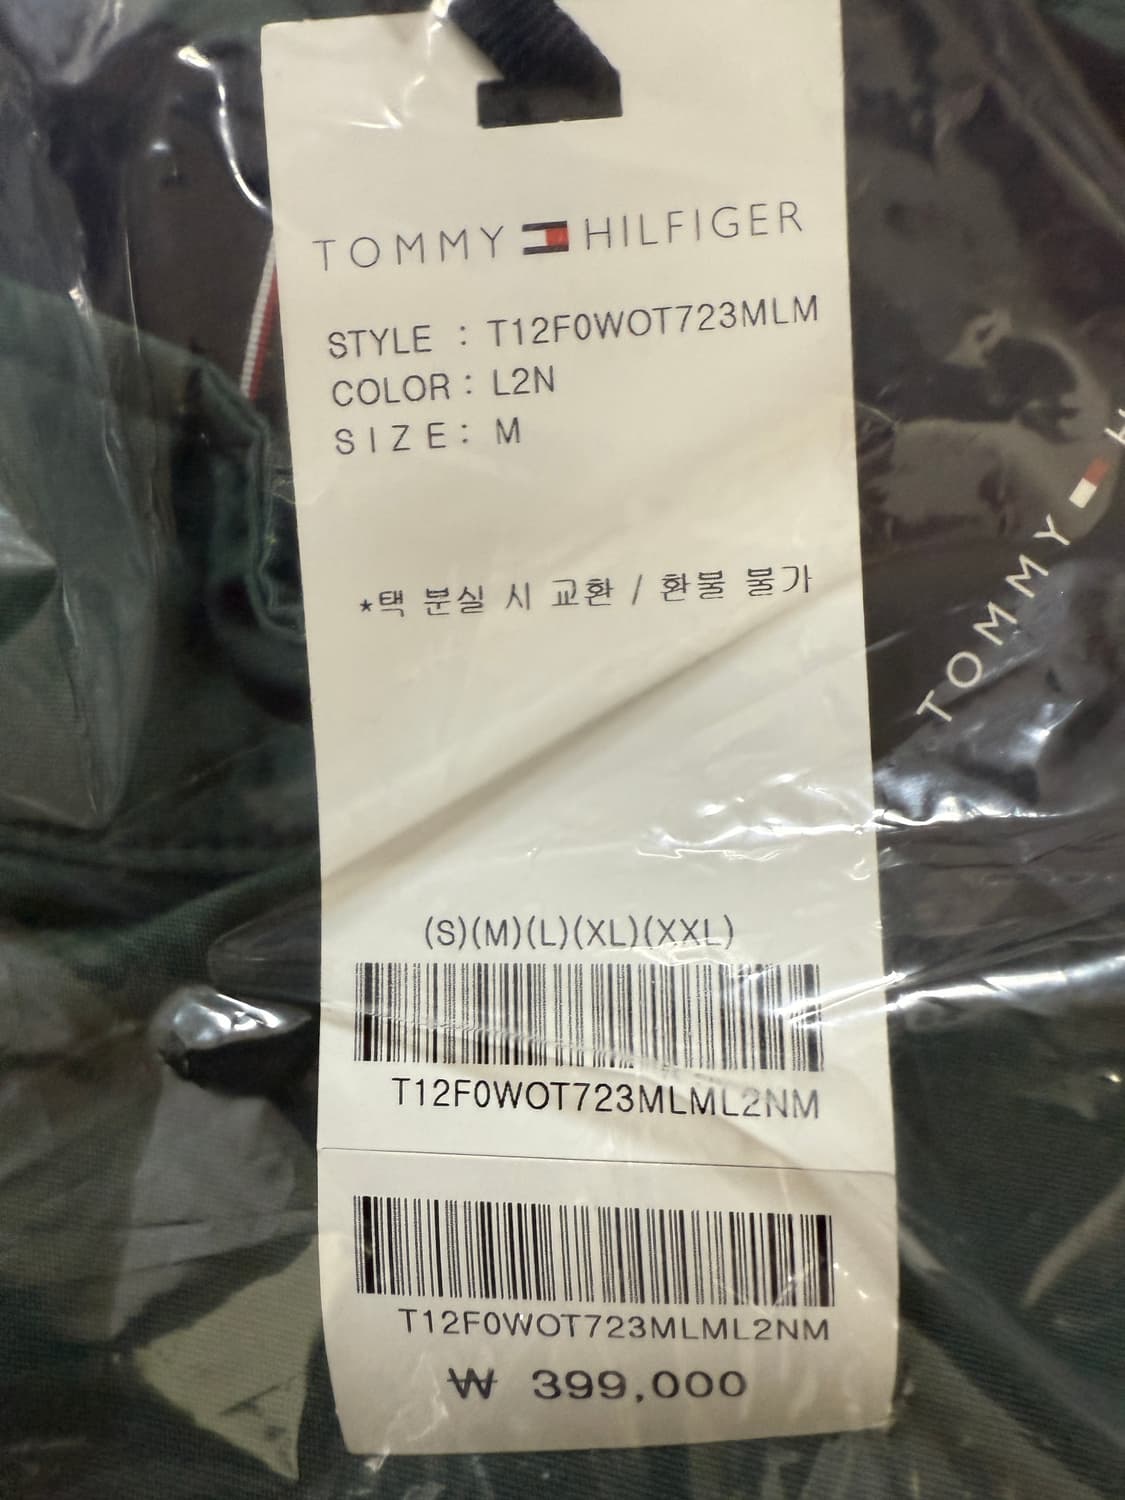 TOMMY HILFIGER
STYLE : T12F0WOT723MLM
COLOR : L2N
SIZE : M
*택 분실 시 교환 / 환불 불가
(S)(M)(L)(XL)(XXL)
T12F0WOT723MLML2NM
T12F0WOT723MLML2NM
₩ 399,000
TOMMY H